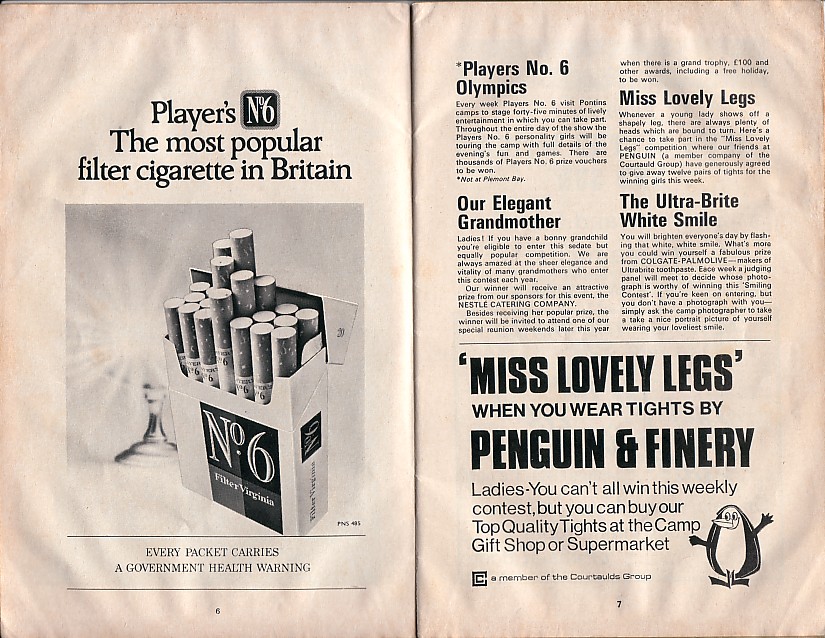 Player's No6
The most popular
filter cigarette in Britain
20
No6
No6
Filter Virginia
Filter Virginia
PNS 485
EVERY PACKET CARRIES
A GOVERNMENT HEALTH WARNING
6
*Players No. 6
Olympics
Every week Players No. 6 visit Pontins
camps to stage forty-five minutes of lively
entertainment in which you can take part.
Throughout the entire day of the show the
Players No. 6 personality girls will be
touring the camp with full details of the
evening's fun and games. There are
thousands of Players No. 6 prize vouchers
to be won.
*Not at Plemont Bay.
Our Elegant
Grandmother
Ladies! If you have a bonny grandchild
you're eligible to enter this sedate but
equally popular competition. We are
always amazed at the sheer elegance and
vitality of many grandmothers who enter
this contest each year.
Our winner will receive an attractive
prize from our sponsors for this event, the
NESTLE CATERING COMPANY.
Besides receiving her popular prize, the
winner will be invited to attend one of our
special reunion weekends later this year
when there is a grand trophy, £100 and
other awards, including a free holiday,
to be won.
Miss Lovely Legs
Whenever a young lady shows off a
shapely leg, there are always plenty of
heads which are bound to turn. Here's a
chance to take part in the "Miss Lovely
Legs" competition where our friends at
PENGUIN (a member company of the
Courtauld Group) have generously agreed
to give away twelve pairs of tights for the
winning girls this week.
The Ultra-Brite
White Smile
You will brighten everyone's day by flash-
ing that white, white smile. What's more
you could win yourself a fabulous prize
from COLGATE-PALMOLIVE—makers of
Ultrabrite toothpaste. Eace week a judging
panel will meet to decide whose photo-
graph is worthy of winning this 'Smiling
Contest'. If you're keen on entering, but
you don't have a photograph with you—
simply ask the camp photographer to take
a take a nice portrait picture of yourself
wearing your loveliest smile.
'MISS LOVELY LEGS'
WHEN YOU WEAR TIGHTS BY
PENGUIN & FINERY
Ladies-You can't all win this weekly
contest, but you can buy our
Top Quality Tights at the Camp
Gift Shop or Supermarket
a member of the Courtaulds Group
7